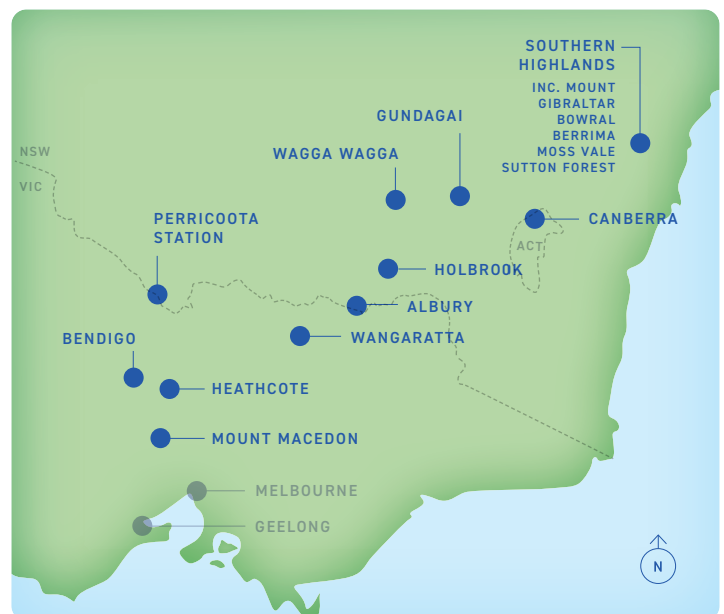 SOUTHERN
HIGHLANDS
INC. MOUNT
GIBRALTAR
BOWRAL
BERRIMA
MOSS VALE
SUTTON FOREST
GUNDAGAI
WAGGA WAGGA
NSW
VIC
PERRICOOTA
STATION
CANBERRA
ACT
HOLBROOK
ALBURY
WANGARATTA
BENDIGO
HEATHCOTE
MOUNT MACEDON
MELBOURNE
GEELONG
N